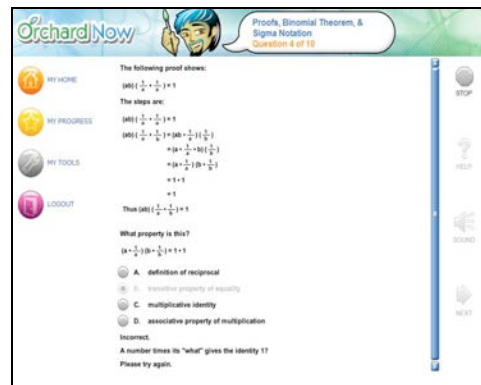 Orchard Now
Proofs, Binomial Theorem, &
Sigma Notation
Question 4 of 10
MY HOME
MY PROGRESS
MY TOOLS
LOGOUT
The following proof shows:
(ab) ( 1/a • 1/a ) = 1
The steps are:
(ab) ( 1/a • 1/a ) = 1
(ab) ( 1/a • 1/b ) = (ab • 1/a ) ( 1/b )
= (a • 1/a • b) ( 1/b )
= (a • 1/a ) (b • 1/b )
= 1 • 1
= 1
Thus (ab) ( 1/a • 1/b ) = 1
What property is this?
(a • 1/a ) (b • 1/b ) = 1 • 1
A. definition of reciprocal
B. transitive property of equality
C. multiplicative identity
D. associative property of multiplication
Incorrect.
A number times its "what" gives the identity 1?
Please try again.
STOP
HELP
SOUND
NEXT